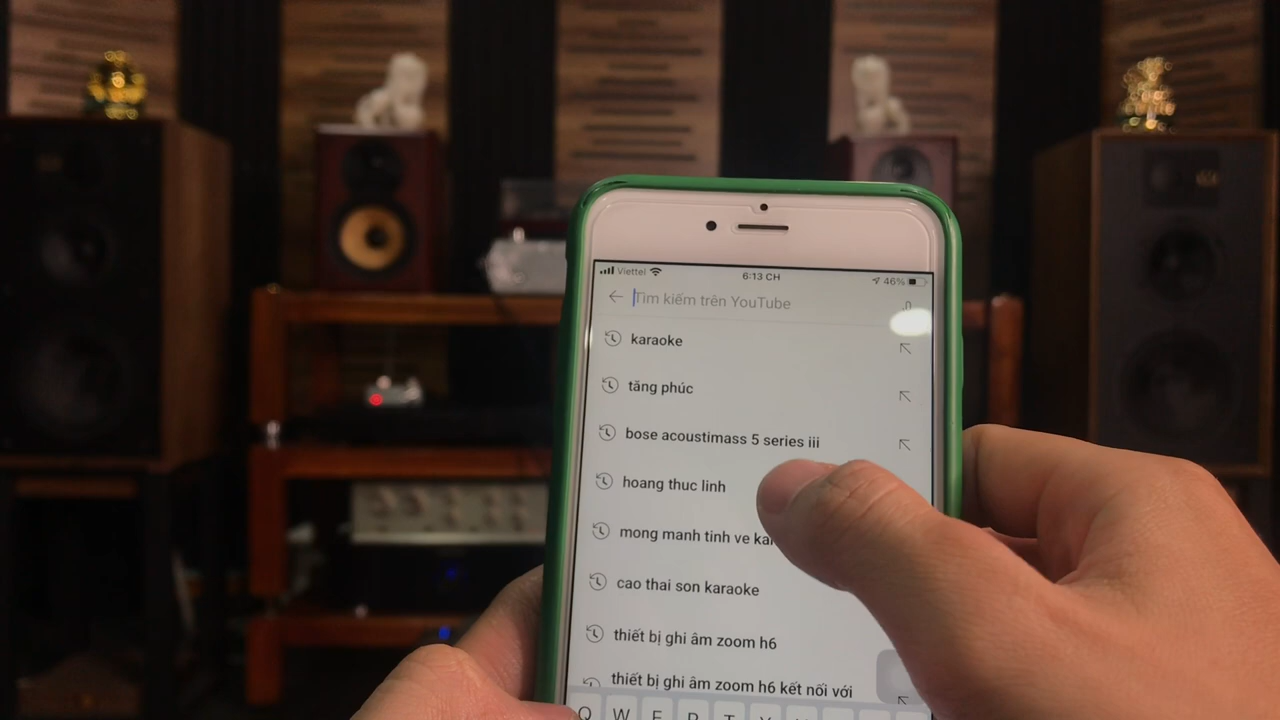 Viettel
6:13 CH
46%
Tìm kiếm trên YouTube
karaoke
tăng phúc
bose acoustimass 5 series iii
hoang thuc linh
mong manh tinh ve
cao thai son karaoke
thiết bị ghi âm zoom h6
thiết bị ghi âm zoom h6 kết nối với
Q W E R T Y